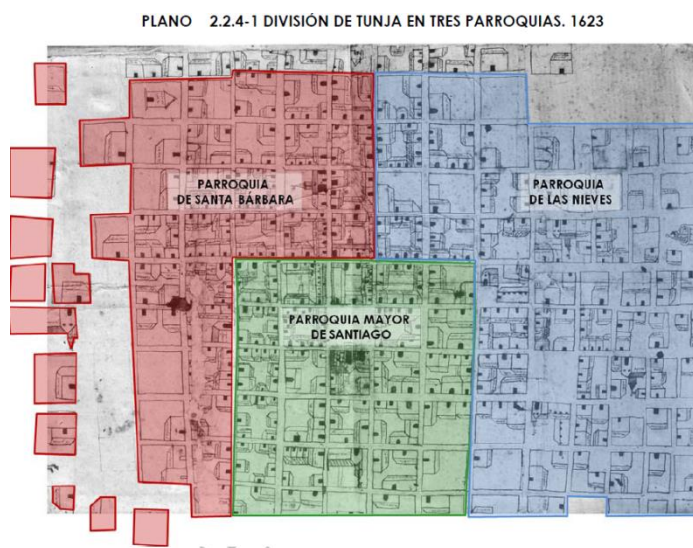 PLANO 2.2.4-1 DIVISIÓN DE TUNJA EN TRES PARROQUIAS. 1623
PARROQUIA
DE SANTA BÁRBARA
PARROQUIA
DE LAS NIEVES
PARROQUIA MAYOR
DE SANTIAGO